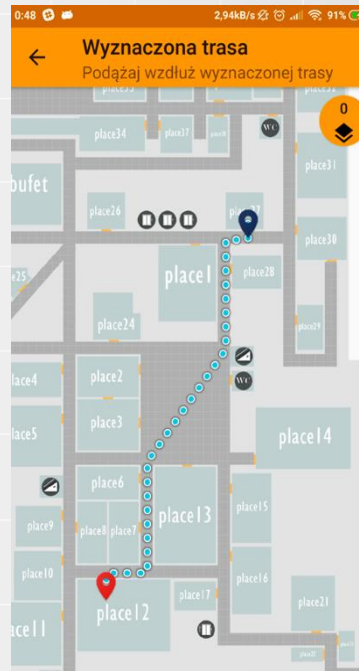 0:48 2,94kB/s 91%
Wyznaczona trasa
Podążaj wzdłuż wyznaczonej trasy
0
place34
place37
WC
place31
bufet
place26
place30
place1
place28
place25
place24
place29
place4
place2
WC
place5
place3
place14
place6
place9
place8
place7
place13
place15
place10
place16
place12
place17
place21
place11